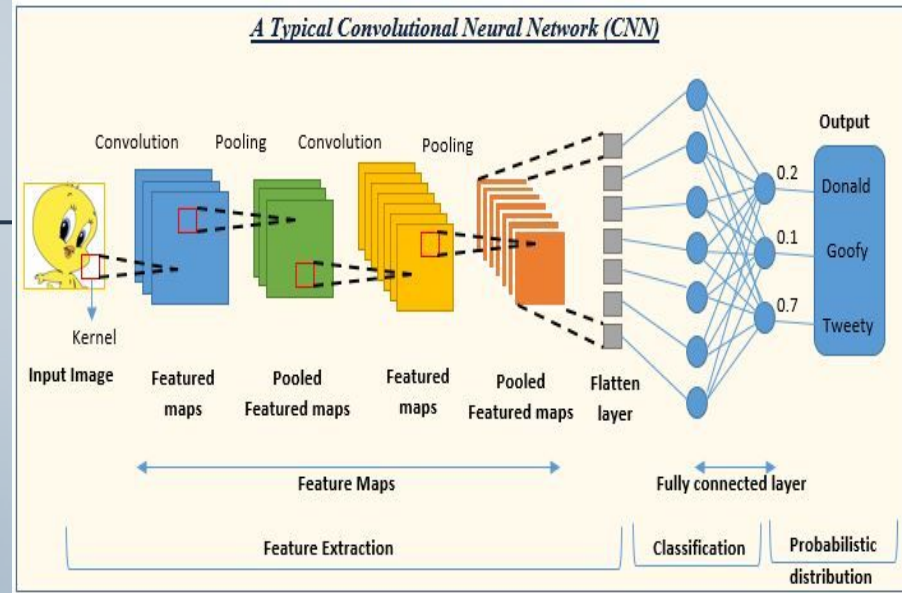 A Typical Convolutional Neural Network (CNN)
Convolution
Pooling
Convolution
Pooling
Output
0.2
Donald
0.1
Goofy
0.7
Tweety
Kernel
Input Image
Featured
maps
Pooled
Featured maps
Featured
maps
Pooled
Featured maps
Flatten
layer
Feature Maps
Fully connected layer
Feature Extraction
Classification
Probabilistic
distribution